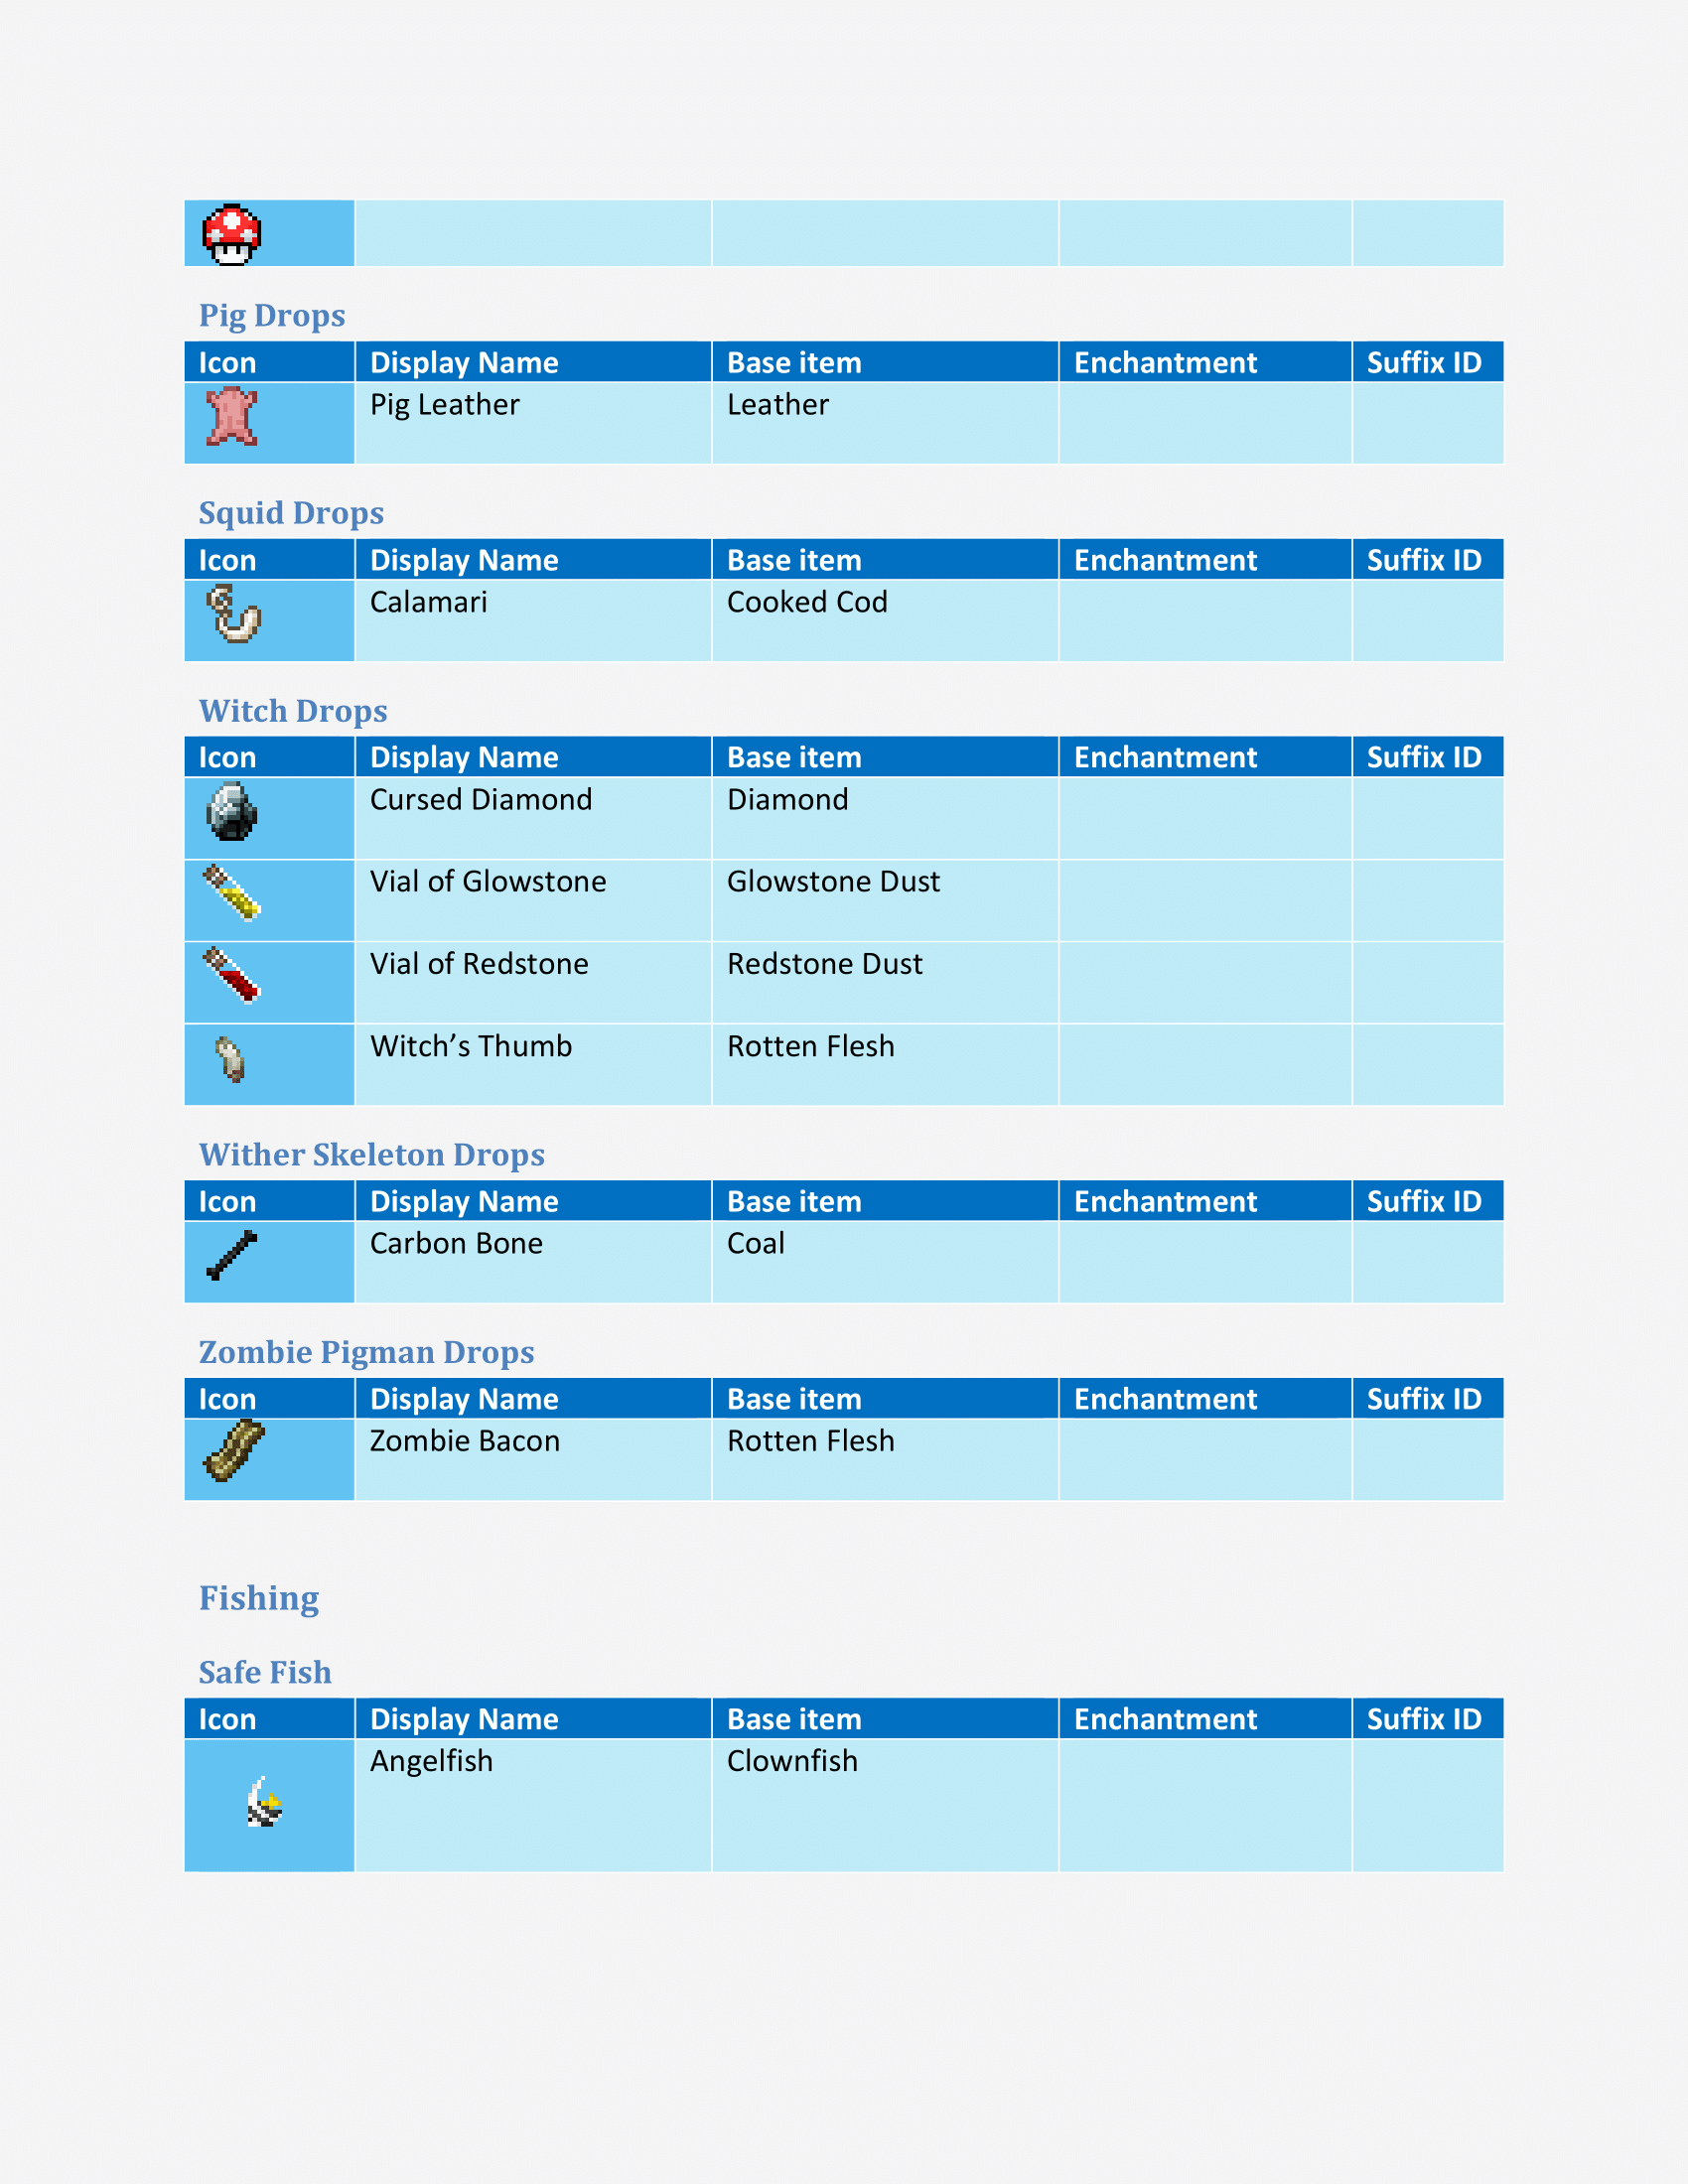 Pig Drops
Icon Display Name Base item Enchantment Suffix ID
Pig Leather Leather
Squid Drops
Icon Display Name Base item Enchantment Suffix ID
Calamari Cooked Cod
Witch Drops
Icon Display Name Base item Enchantment Suffix ID
Cursed Diamond Diamond
Vial of Glowstone Glowstone Dust
Vial of Redstone Redstone Dust
Witch’s Thumb Rotten Flesh
Wither Skeleton Drops
Icon Display Name Base item Enchantment Suffix ID
Carbon Bone Coal
Zombie Pigman Drops
Icon Display Name Base item Enchantment Suffix ID
Zombie Bacon Rotten Flesh
Fishing
Safe Fish
Icon Display Name Base item Enchantment Suffix ID
Angelfish Clownfish